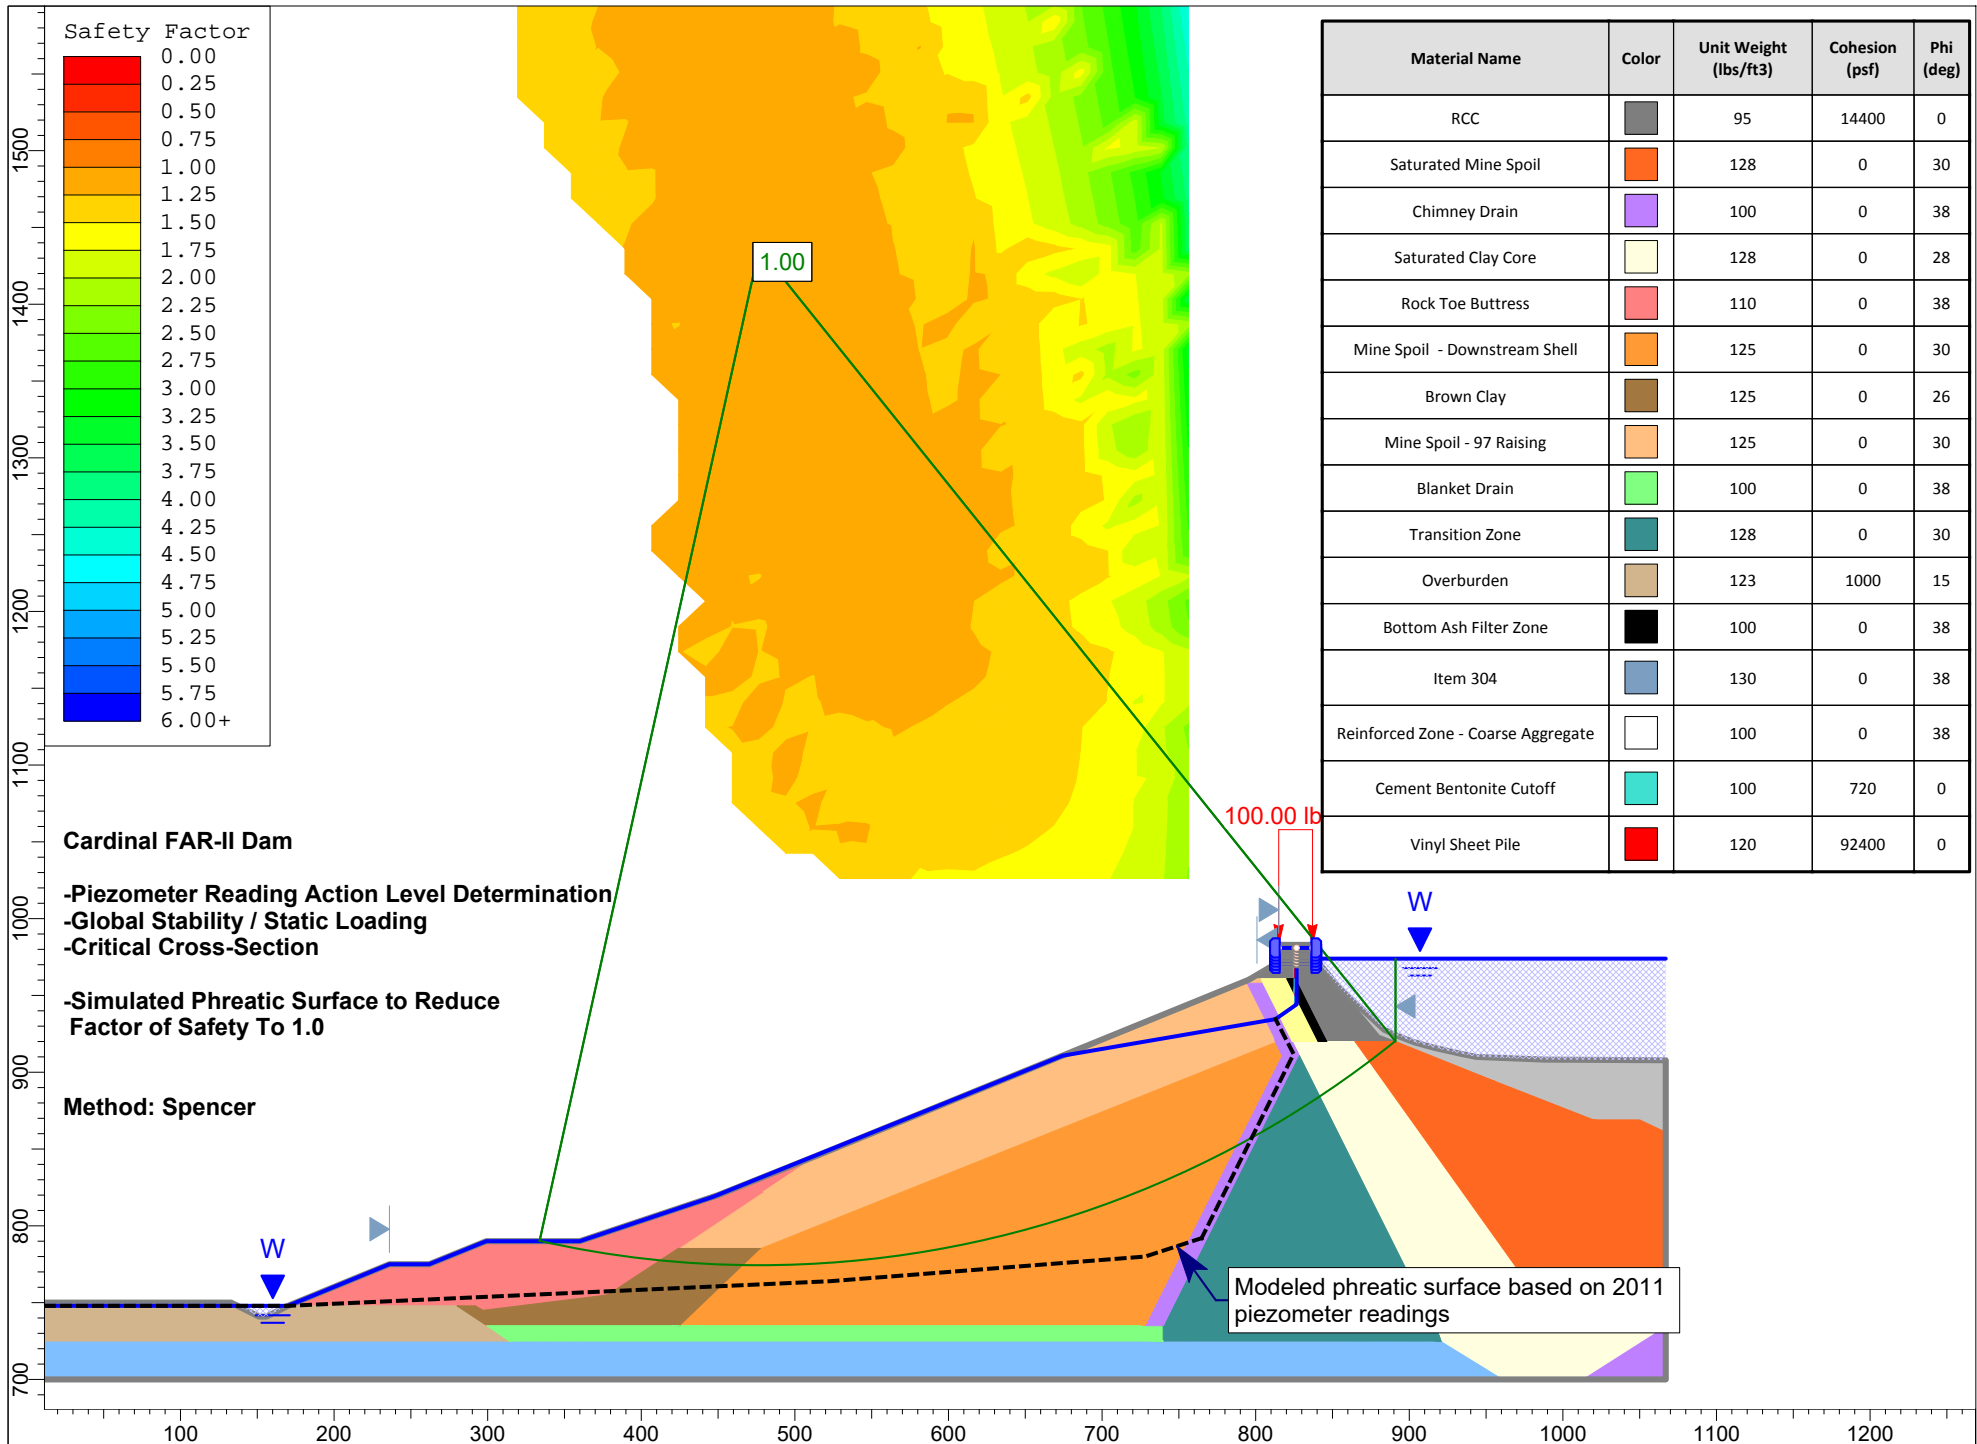 Safety Factor
0.00
0.25
0.50
0.75
1.00
1.25
1.50
1.75
2.00
2.25
2.50
2.75
3.00
3.25
3.50
3.75
4.00
4.25
4.50
4.75
5.00
5.25
5.50
5.75
6.00+
Material Name Color Unit Weight (lbs/ft3) Cohesion (psf) Phi (deg)
RCC 95 14400 0
Saturated Mine Spoil 128 0 30
Chimney Drain 100 0 38
Saturated Clay Core 128 0 28
Rock Toe Buttress 110 0 38
Mine Spoil - Downstream Shell 125 0 30
Brown Clay 125 0 26
Mine Spoil - 97 Raising 125 0 30
Blanket Drain 100 0 38
Transition Zone 128 0 30
Overburden 123 1000 15
Bottom Ash Filter Zone 100 0 38
Item 304 130 0 38
Reinforced Zone - Coarse Aggregate 100 0 38
Cement Bentonite Cutoff 100 720 0
Vinyl Sheet Pile 120 92400 0
1.00
100.00 lb
Cardinal FAR-II Dam
-Piezometer Reading Action Level Determination
-Global Stability / Static Loading
-Critical Cross-Section
-Simulated Phreatic Surface to Reduce
Factor of Safety To 1.0
Method: Spencer
W
W
Modeled phreatic surface based on 2011
piezometer readings
1500
1400
1300
1200
1100
1000
900
800
700
100 200 300 400 500 600 700 800 900 1000 1100 1200